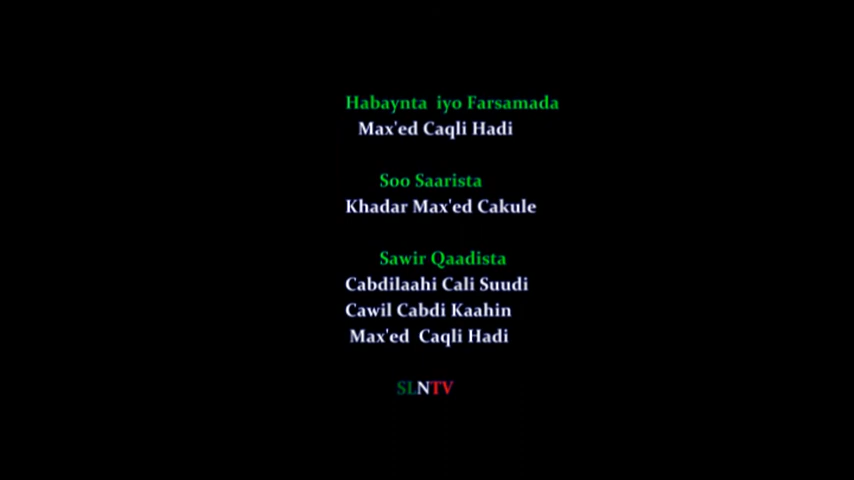 Habaynta iyo Farsamada
Max'ed Caqli Hadi
Soo Saarista
Khadar Max'ed Cakule
Sawir Qaadista
Cabdilaahi Cali Suudi
Cawil Cabdi Kaahin
Max'ed Caqli Hadi
SLNTV